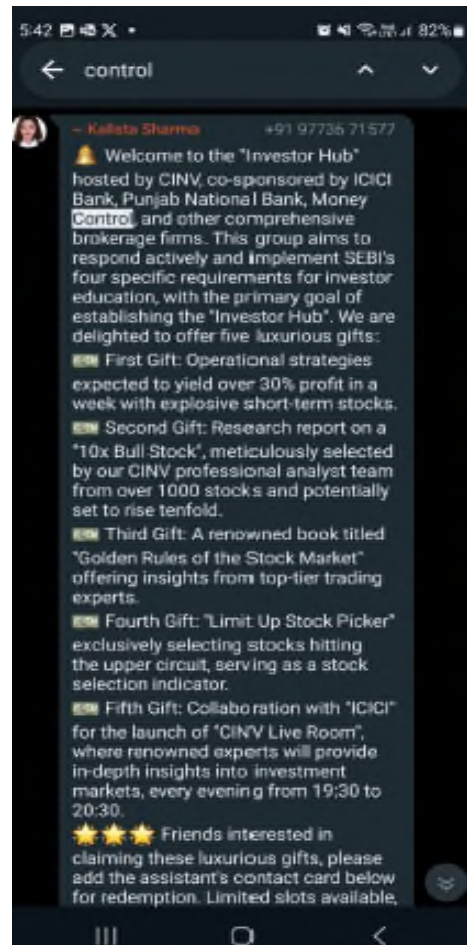 5:42
82%
control
~ Kalista Sharma +91 97736 71577
Welcome to the "Investor Hub"
hosted by CINV, co-sponsored by ICICI
Bank, Punjab National Bank, Money
Control, and other comprehensive
brokerage firms. This group aims to
respond actively and implement SEBI's
four specific requirements for investor
education, with the primary goal of
establishing the "Investor Hub". We are
delighted to offer five luxurious gifts:
First Gift: Operational strategies
expected to yield over 30% profit in a
week with explosive short-term stocks.
Second Gift: Research report on a
"10x Bull Stock", meticulously selected
by our CINV professional analyst team
from over 1000 stocks and potentially
set to rise tenfold.
Third Gift: A renowned book titled
"Golden Rules of the Stock Market"
offering insights from top-tier trading
experts.
Fourth Gift: "Limit Up Stock Picker"
exclusively selecting stocks hitting
the upper circuit, serving as a stock
selection indicator.
Fifth Gift: Collaboration with "ICICI"
for the launch of "CINV Live Room",
where renowned experts will provide
in-depth insights into investment
markets, every evening from 19:30 to
20:30.
Friends interested in
claiming these luxurious gifts, please
add the assistant's contact card below
for redemption. Limited slots available,